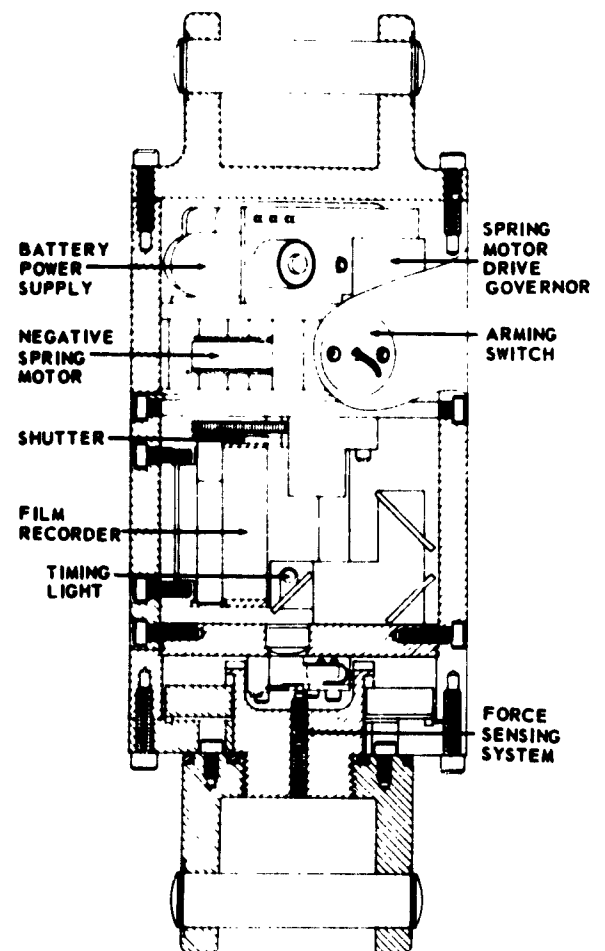 BATTERY
POWER
SUPPLY
SPRING
MOTOR
DRIVE
GOVERNOR
NEGATIVE
SPRING
MOTOR
ARMING
SWITCH
SHUTTER
FILM
RECORDER
TIMING
LIGHT
FORCE
SENSING
SYSTEM